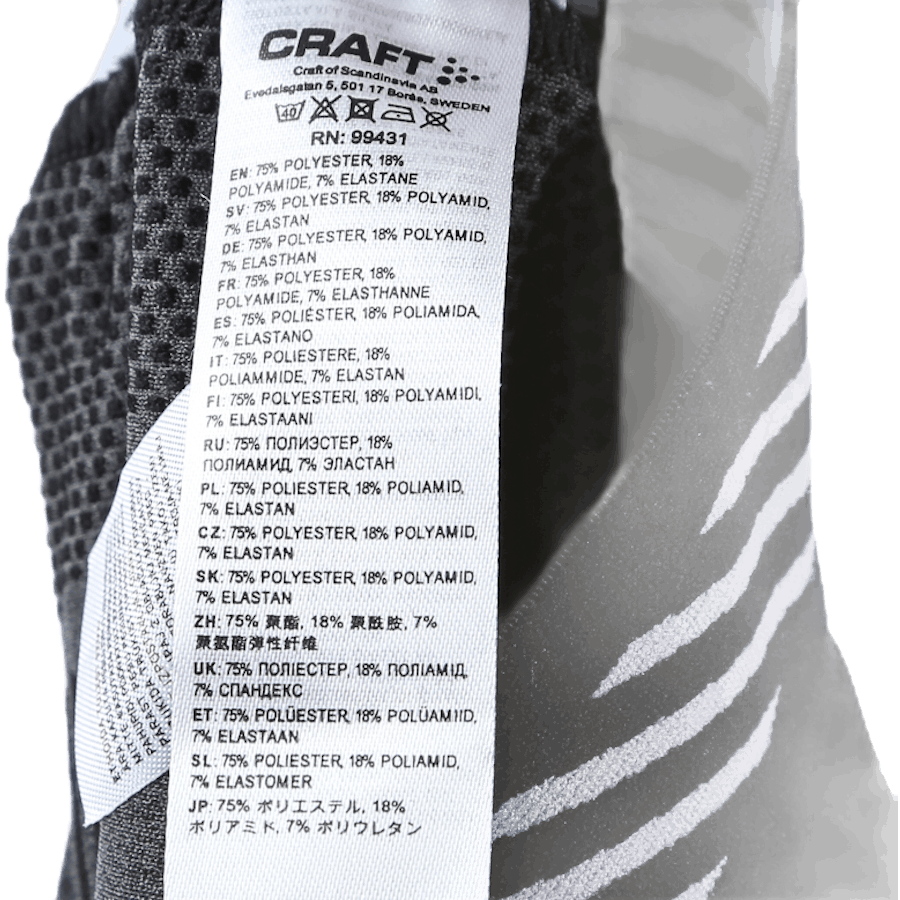 CRAFT
Craft of Scandinavia AB
Evedalsgatan 5, 501 17 Borås, SWEDEN
40
RN: 99431
EN: 75% POLYESTER, 18%
POLYAMIDE, 7% ELASTANE
SV: 75% POLYESTER, 18% POLYAMID,
7% ELASTAN
DE: 75% POLYESTER, 18% POLYAMID,
7% ELASTHAN
FR: 75% POLYESTER, 18%
POLYAMIDE, 7% ELASTHANNE
ES: 75% POLIÉSTER, 18% POLIAMIDA,
7% ELASTANO
IT: 75% POLIESTERE, 18%
POLIAMMIDE, 7% ELASTAN
FI: 75% POLYESTERI, 18% POLYAMIDI,
7% ELASTAANI
RU: 75% ПОЛИЭСТЕР, 18%
ПОЛИАМИД, 7% ЭЛАСТАН
PL: 75% POLIESTER, 18% POLIAMID,
7% ELASTAN
CZ: 75% POLYESTER, 18% POLYAMID,
7% ELASTAN
SK: 75% POLYESTER, 18% POLYAMID,
7% ELASTAN
ZH: 75% 聚酯, 18% 聚酰胺, 7%
聚氨酯弹性纤维
UK: 75% ПОЛІЕСТЕР, 18% ПОЛІАМІД,
7% СПАНДЕКС
ET: 75% POLÜESTER, 18% POLÜAMIID,
7% ELASTAAN
SL: 75% POLIESTER, 18% POLIAMID,
7% ELASTOMER
JP: 75% ポリエステル, 18%
ポリアミド, 7% ポリウレタン